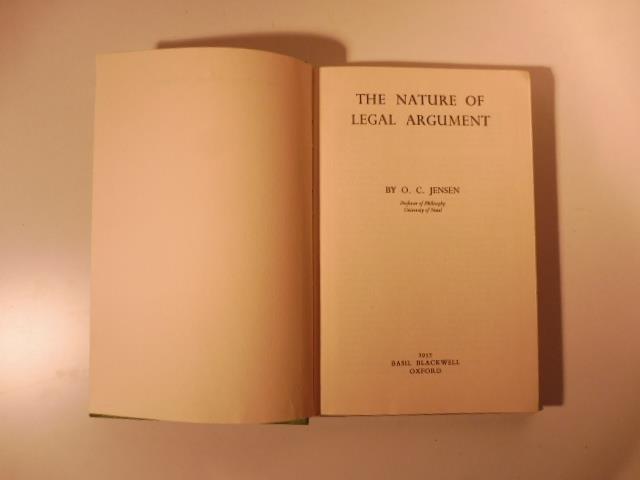 THE NATURE OF
LEGAL ARGUMENT
BY O. C. JENSEN
Professor of Philosophy
University of Natal
1957
BASIL BLACKWELL
OXFORD